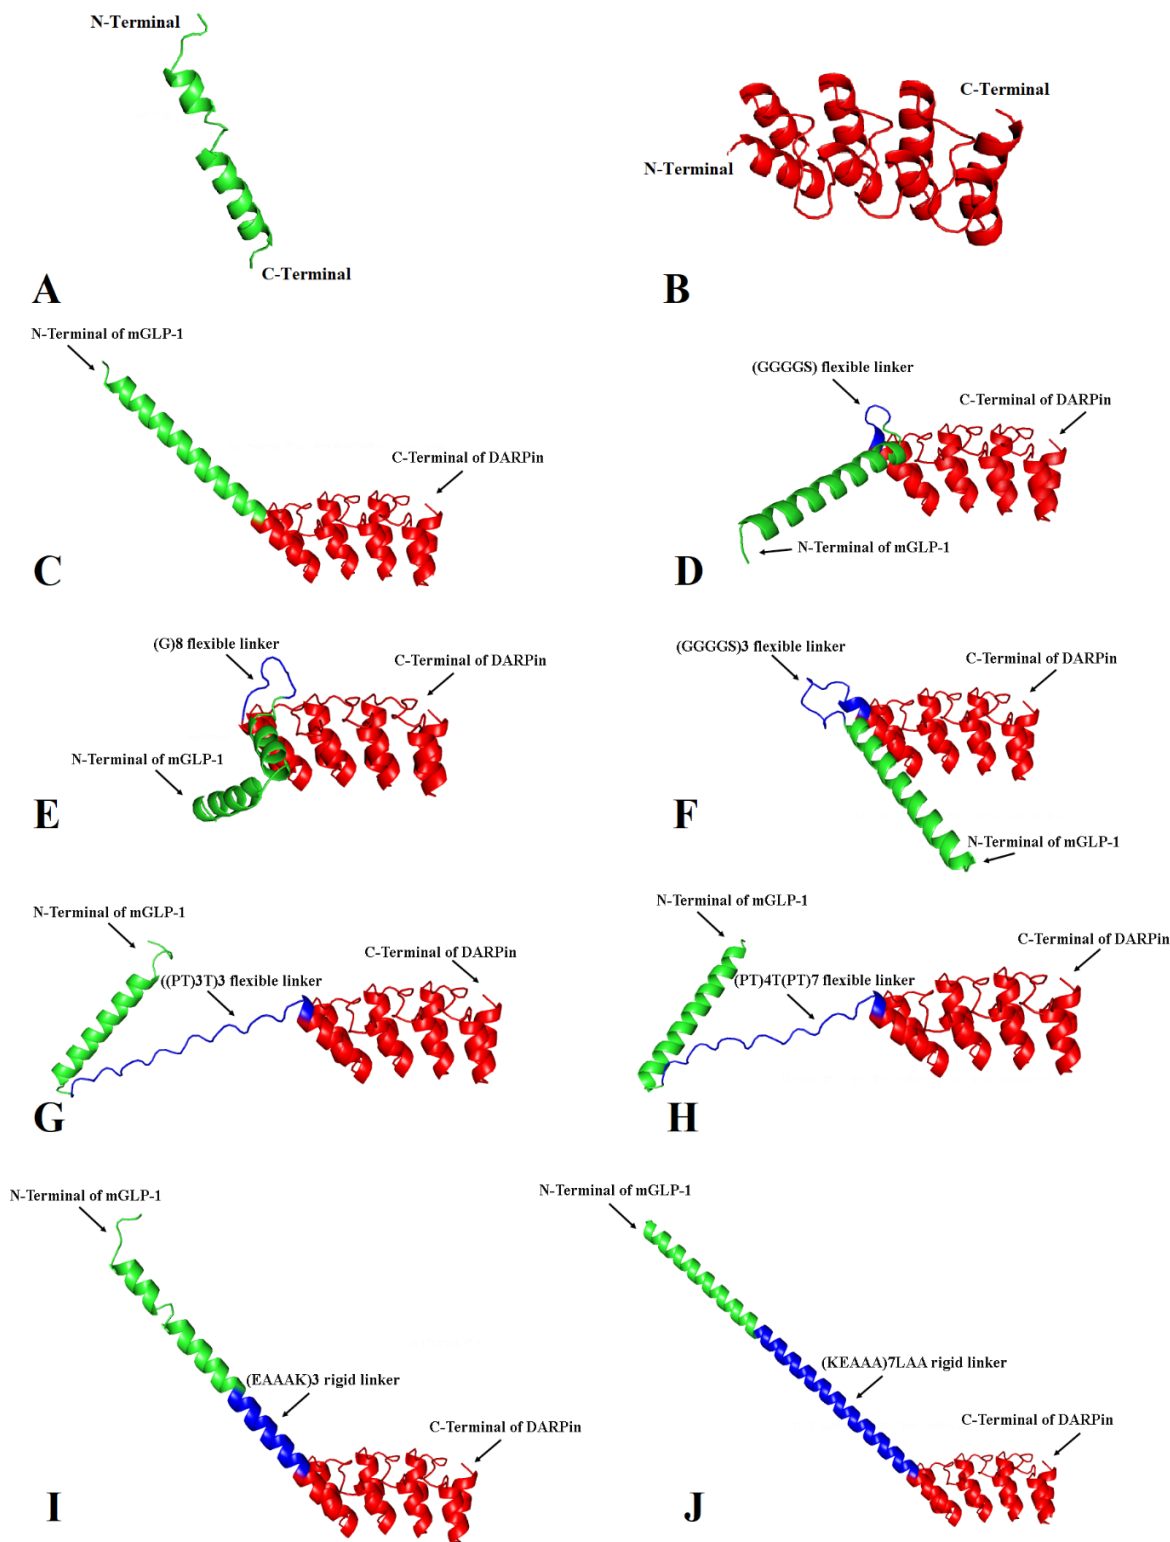 N-Terminal
C-Terminal
A
C-Terminal
N-Terminal
B
N-Terminal of mGLP-1
C-Terminal of DARPin
C
(GGGGS) flexible linker
C-Terminal of DARPin
N-Terminal of mGLP-1
D
(G)8 flexible linker
C-Terminal of DARPin
N-Terminal of mGLP-1
E
(GGGGS)3 flexible linker
C-Terminal of DARPin
N-Terminal of mGLP-1
F
N-Terminal of mGLP-1
C-Terminal of DARPin
((PT)3T)3 flexible linker
G
N-Terminal of mGLP-1
C-Terminal of DARPin
(PT)4T(PT)7 flexible linker
H
N-Terminal of mGLP-1
(EAAAK)3 rigid linker
C-Terminal of DARPin
I
N-Terminal of mGLP-1
(KEAAA)7LAA rigid linker
C-Terminal of DARPin
J